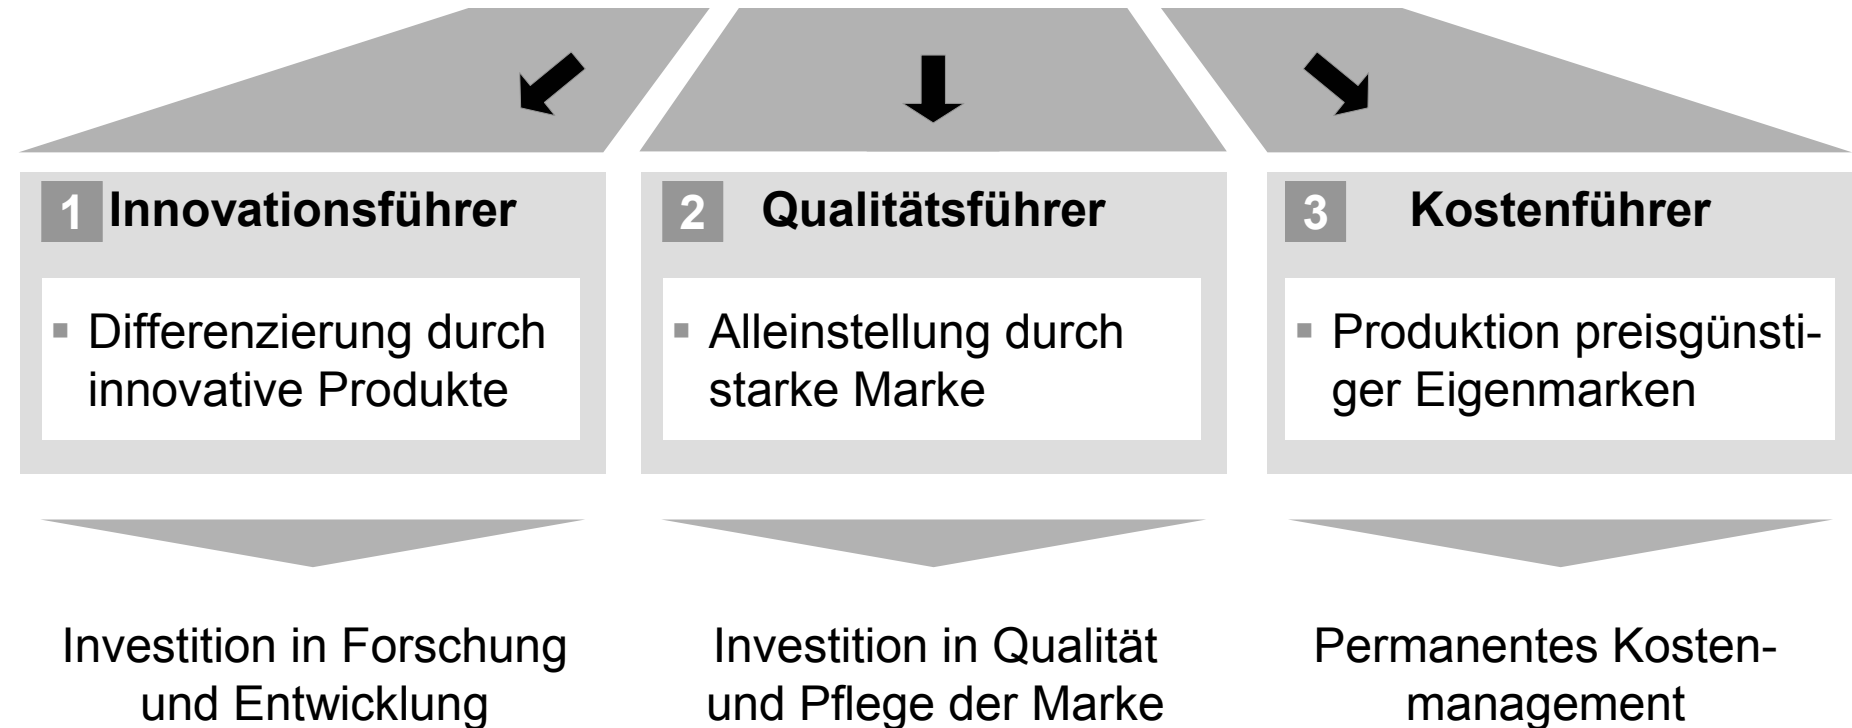 1 Innovationsführer
▪ Differenzierung durch
innovative Produkte
Investition in Forschung
und Entwicklung
2 Qualitätsführer
▪ Alleinstellung durch
starke Marke
Investition in Qualität
und Pflege der Marke
3 Kostenführer
▪ Produktion preisgünsti-
ger Eigenmarken
Permanentes Kosten-
management